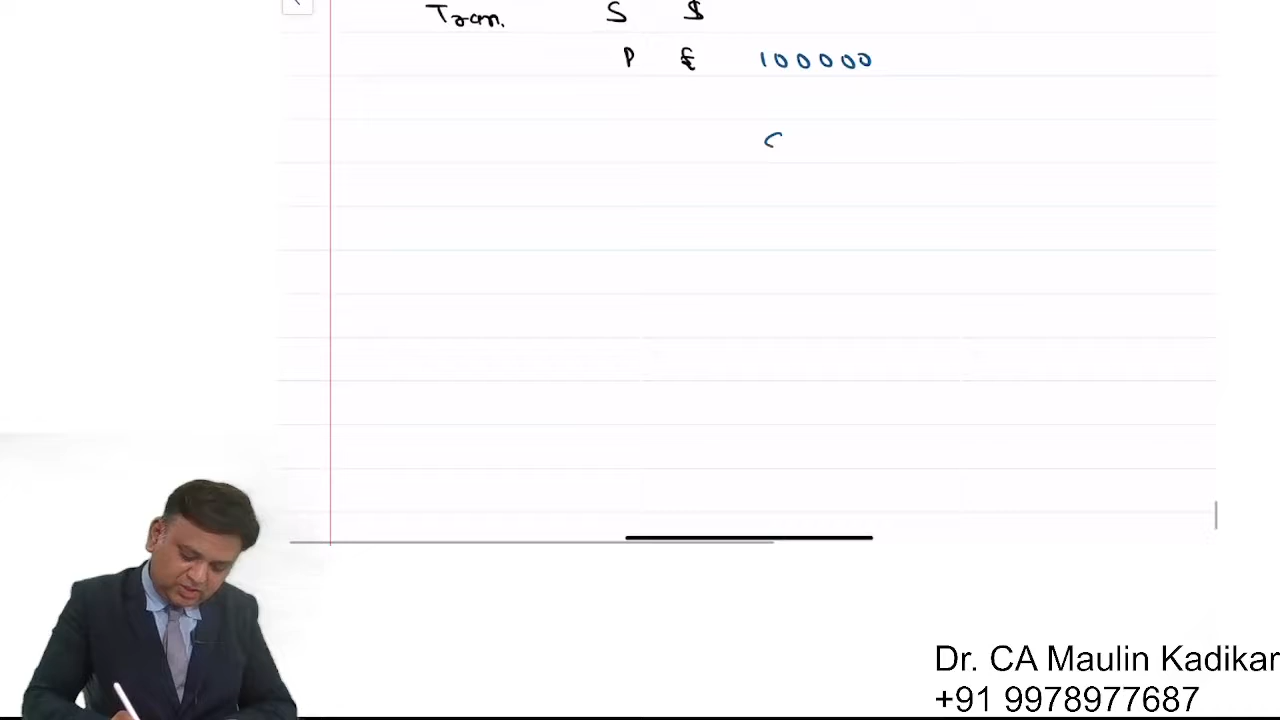 Tran. S $
P £ 100000
C
Dr. CA Maulin Kadikar
+91 9978977687